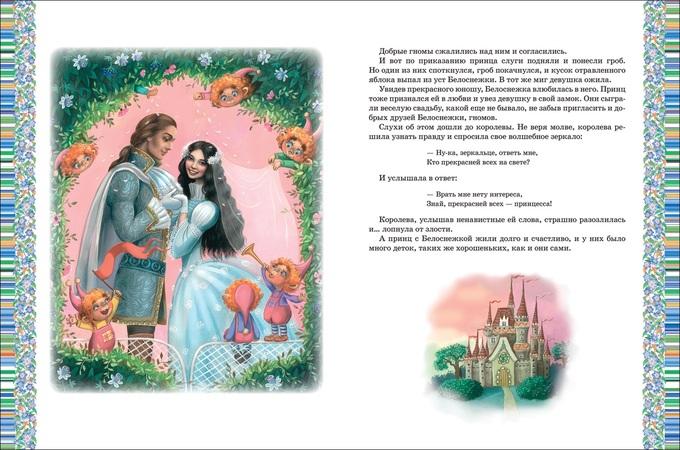 Добрые гномы сжалились над ним и согласились.
И вот по приказанию принца слуги подняли и понесли гроб.
Но один из них споткнулся, гроб покачнулся, и кусок отравленного
яблока выпал из уст Белоснежки. В тот же миг девушка ожила.
Увидев прекрасного юношу, Белоснежка влюбилась в него. Принц
тоже признался ей в любви и увез девушку в свой замок. Они сыгра-
ли веселую свадьбу, какой еще не бывало, не забыв пригласить и до-
брых друзей Белоснежки, гномов.
Слухи об этом дошли до королевы. Не веря молве, королева ре-
шила узнать правду и спросила свое волшебное зеркало:
— Ну-ка, зеркальце, ответь мне,
Кто прекрасней всех на свете?
И услышала в ответ:
— Врать мне нету интереса,
Знай, прекрасней всех — принцесса!
Королева, услышав ненавистные ей слова, страшно разозлилась
и... лопнула от злости.
А принц с Белоснежкой жили долго и счастливо, и у них было
много деток, таких же хорошеньких, как и они сами.